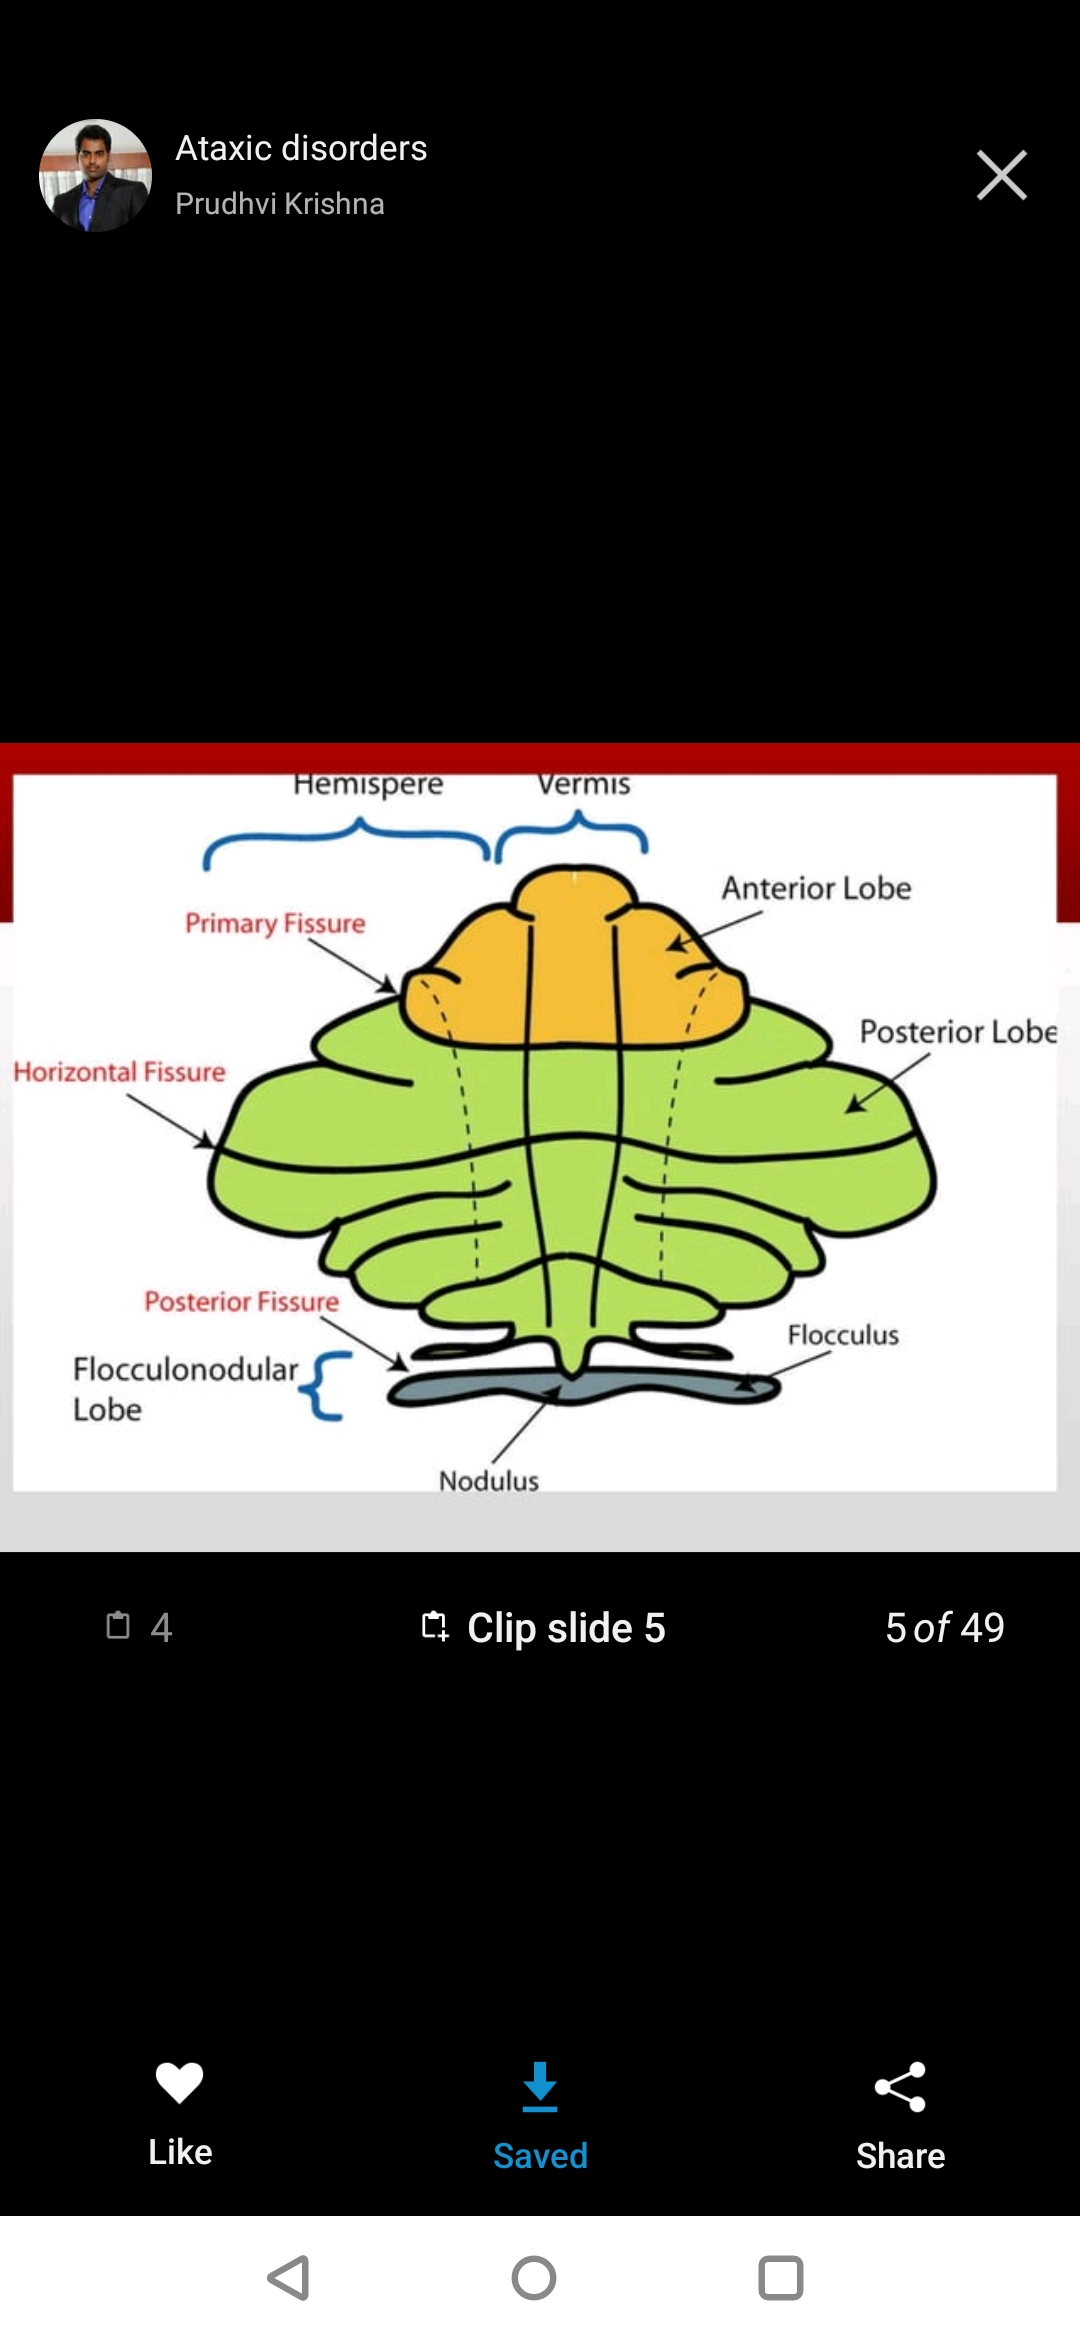 Ataxic disorders
Prudhvi Krishna
Hemispere
Vermis
Anterior Lobe
Primary Fissure
Posterior Lobe
Horizontal Fissure
Posterior Fissure
Flocculus
Flocculonodular
Lobe
Nodulus
4
Clip slide 5
5 of 49
Like
Saved
Share